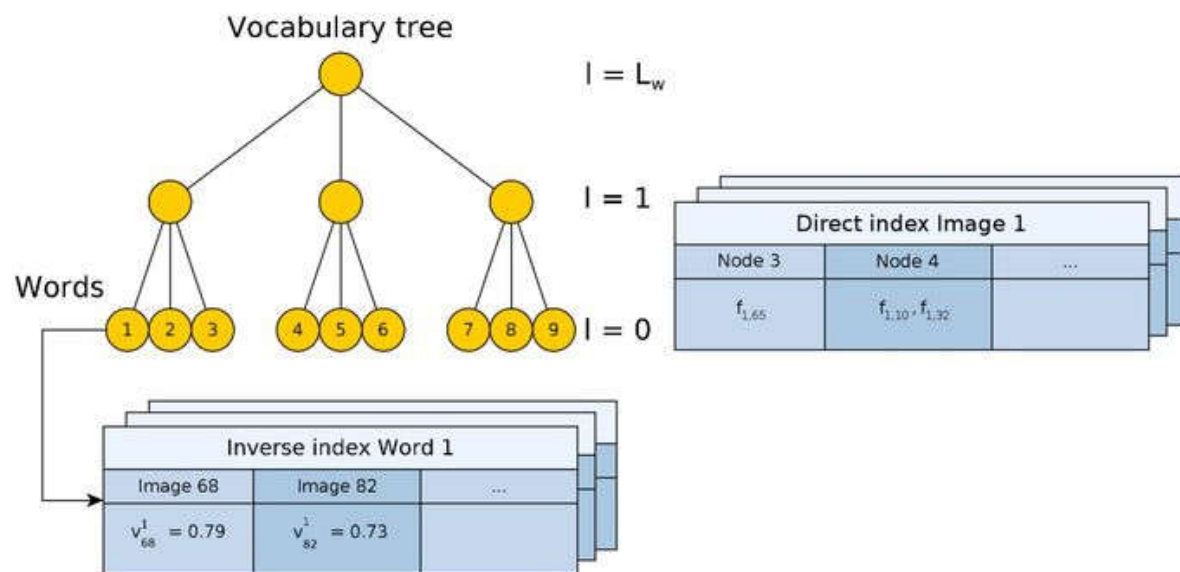 Vocabulary tree
l = L_w
l = 1
Direct index Image 1
Node 3 Node 4 ...
f_1,65 f_1,10, f_1,32
Words
1 2 3 4 5 6 7 8 9 l = 0
Inverse index Word 1
Image 68 Image 82 ...
v^1_68 = 0.79 v^1_82 = 0.73